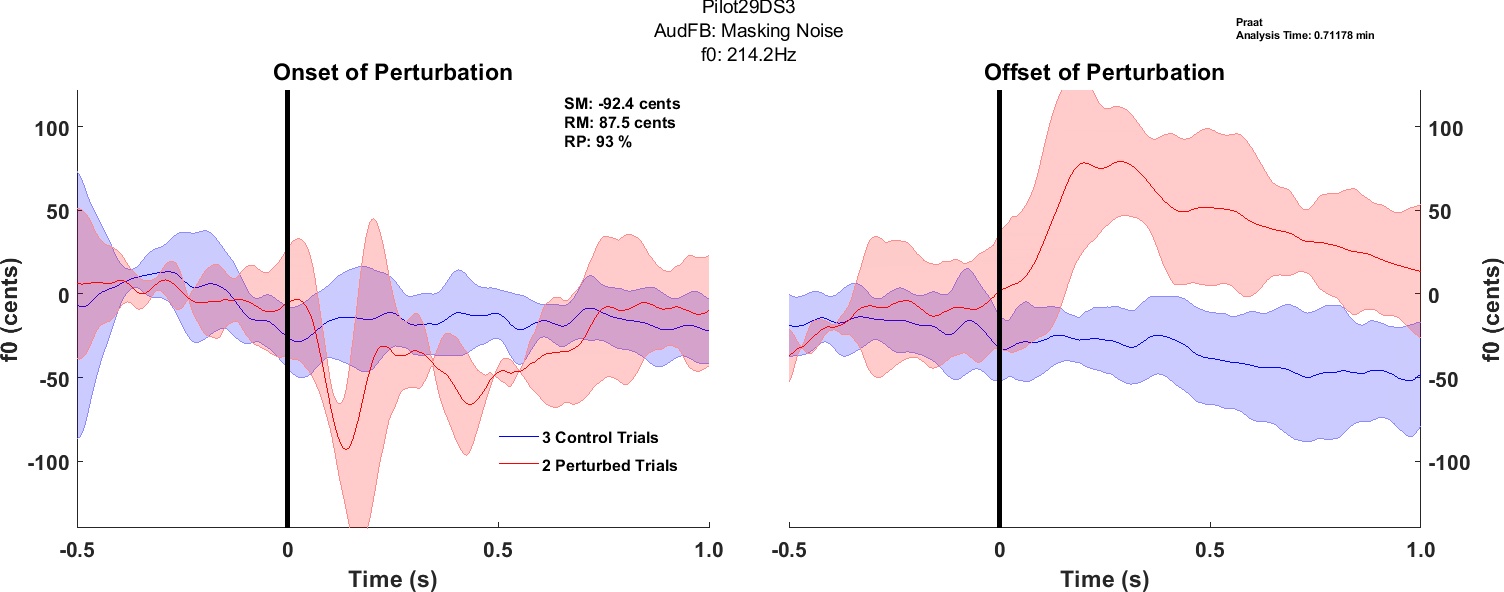 Pilot29DS3
AudFB: Masking Noise
f0: 214.2Hz
Praat
Analysis Time: 0.71178 min
Onset of Perturbation
SM: -92.4 cents
RM: 87.5 cents
RP: 93 %
f0 (cents)
100
50
0
-50
-100
3 Control Trials
2 Perturbed Trials
-0.5
0
0.5
1.0
Time (s)
Offset of Perturbation
100
50
0
-50
-100
f0 (cents)
-0.5
0
0.5
1.0
Time (s)